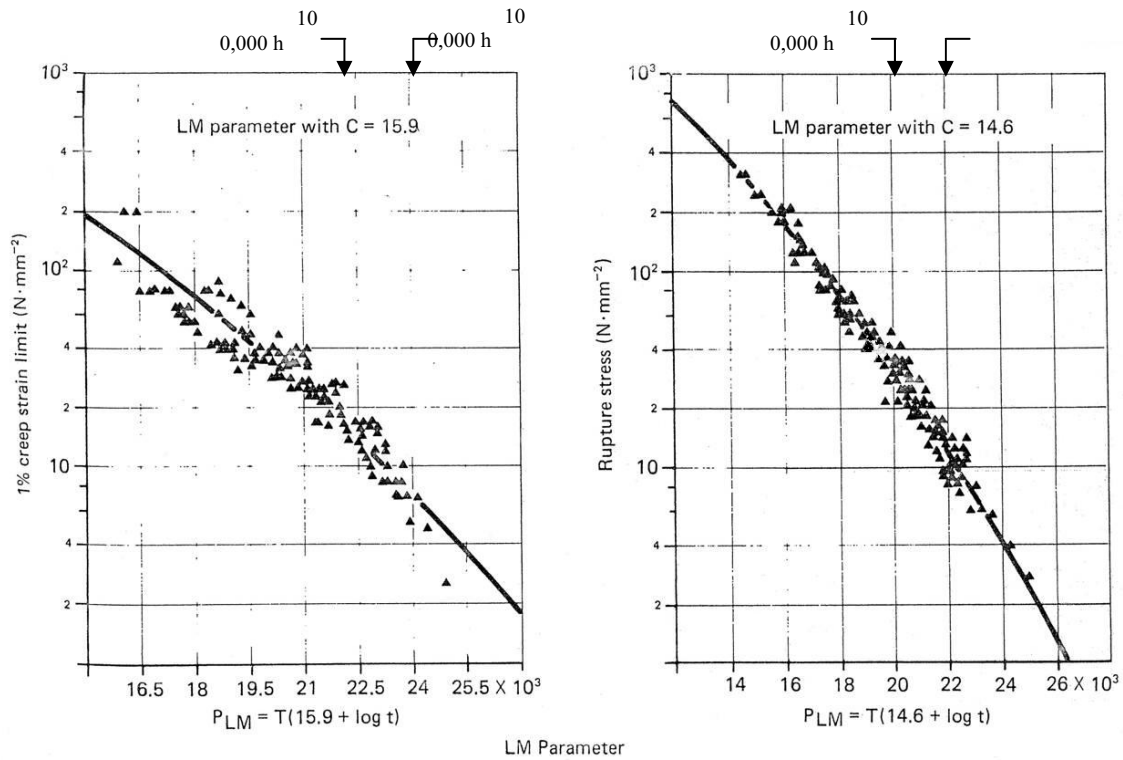 10
0,000 h
10
0,000 h
10
0,000 h
10³
4
2
10²
4
2
10
4
2
1% creep strain limit (N·mm⁻²)
LM parameter with C = 15.9
16.5 18 19.5 21 22.5 24 25.5 X 10³
P_LM = T(15.9 + log t)
10³
4
2
10²
4
2
10
4
2
Rupture stress (N·mm⁻²)
LM parameter with C = 14.6
14 16 18 20 22 24 26 X 10³
P_LM = T(14.6 + log t)
LM Parameter